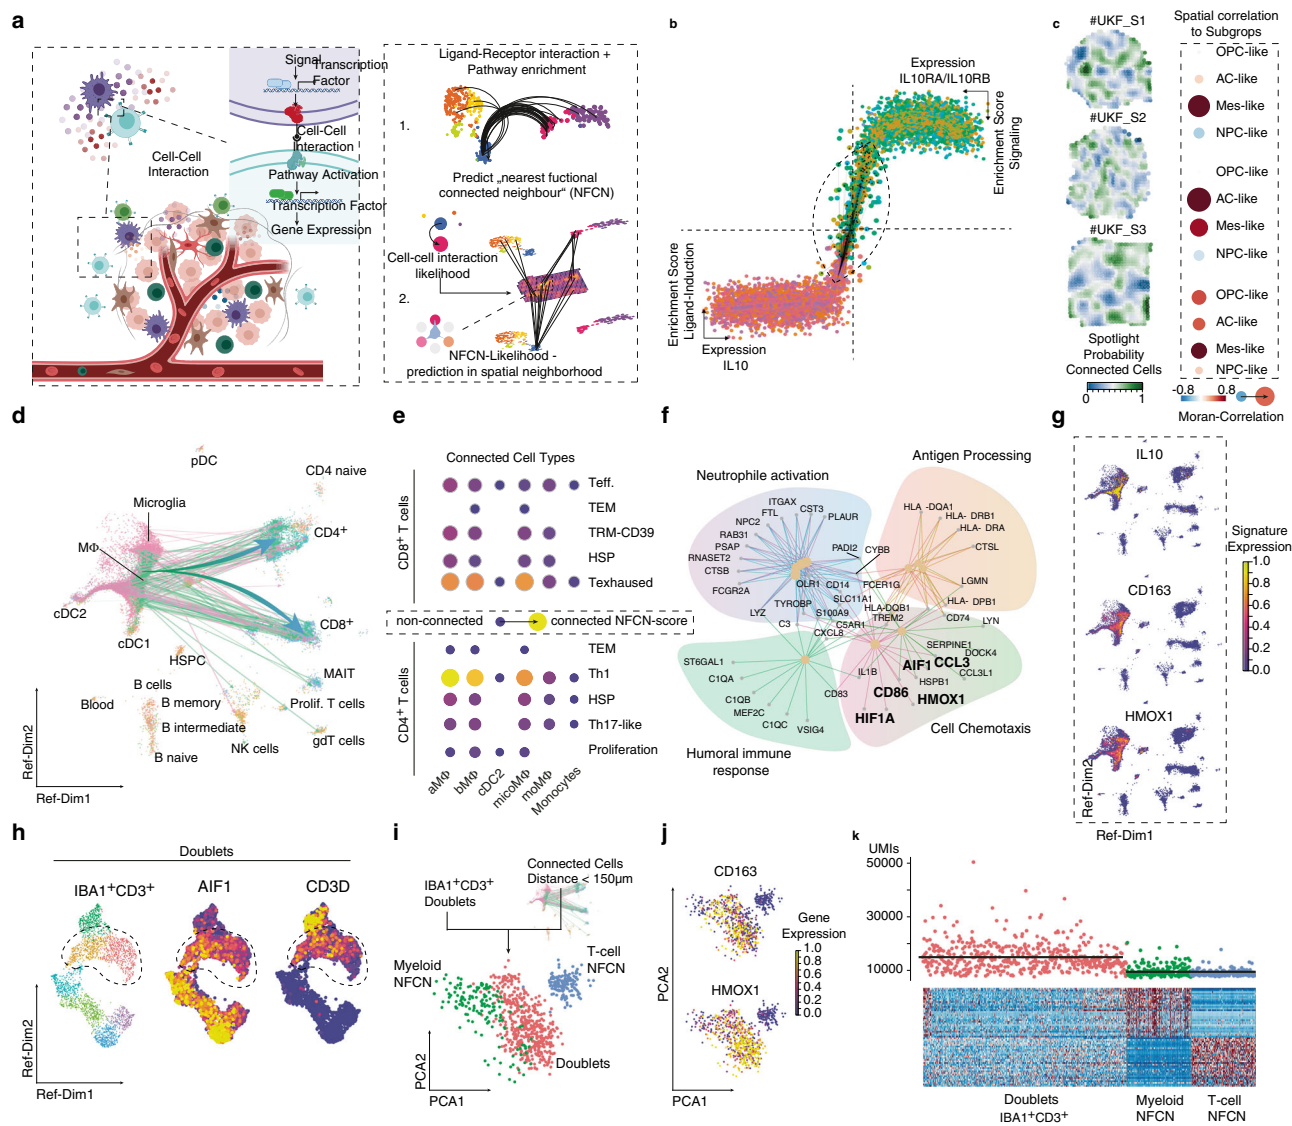 a
Signal
Transcription
Factor
Cell-Cell
Interaction
Cell-Cell
Interaction
Pathway Activation
Transcription Factor
Gene Expression
Ligand-Receptor interaction +
Pathway enrichment
1.
Predict „nearest fuctional
connected neighbour“ (NFCN)
Cell-cell interaction
likelihood
2.
NFCN-Likelihood -
prediction in spatial neighborhood
b
Expression
IL10RA/IL10RB
Enrichment Score
Signaling
Enrichment Score
Ligand-Induction
Expression
IL10
c
#UKF_S1
#UKF_S2
#UKF_S3
Spotlight
Probability
Connected Cells
0 1
Spatial correlation
to Subgrops
OPC-like
AC-like
Mes-like
NPC-like
OPC-like
AC-like
Mes-like
NPC-like
OPC-like
AC-like
Mes-like
NPC-like
-0.8 0.8
Moran-Correlation
d
pDC
CD4 naive
Microglia
CD4+
MΦ
cDC2
cDC1
CD8+
HSPC
MAIT
B cells
Blood
B memory
Prolif. T cells
B intermediate
gdT cells
NK cells
B naive
Ref-Dim2
Ref-Dim1
e
Connected Cell Types
CD8+ T cells
Teff.
TEM
TRM-CD39
HSP
Texhaused
non-connected
connected NFCN-score
CD4+ T cells
TEM
Th1
HSP
Th17-like
Proliferation
aMΦ
bMΦ
cDC2
micoMΦ
moMΦ
Monocytes
f
Neutrophile activation
Antigen Processing
ITGAX
FTL
CST3
NPC2
PLAUR
RAB31
PSAP
PADI2
CYBB
RNASET2
CTSB
FCGR2A
OLR1
CD14
FCER1G
SLC11A1
TYROBP
LYZ
S100A9
C3
C5AR1
CXCL8
HLA -DQA1
HLA- DRB1
HLA- DRA
CTSL
LGMN
HLA- DPB1
HLA-DQB1
TREM2
CD74
LYN
SERPINE1
DOCK4
AIF1
CCL3
CCL3L1
IL1B
HSPB1
CD83
CD86
HMOX1
HIF1A
Cell Chemotaxis
ST6GAL1
C1QA
C1QB
MEF2C
C1QC
VSIG4
Humoral immune
response
g
IL10
CD163
HMOX1
Signature
Expression
1.0
0.8
0.6
0.4
0.2
0.0
Ref-Dim2
Ref-Dim1
h
Doublets
IBA1+CD3+
AIF1
CD3D
Ref-Dim2
Ref-Dim1
i
Connected Cells
Distance < 150µm
IBA1+CD3+
Doublets
Myeloid
NFCN
T-cell
NFCN
Doublets
PCA2
PCA1
j
CD163
HMOX1
Gene
Expression
1.0
0.8
0.6
0.4
0.2
0.0
PCA2
PCA1
k
UMIs
50000
30000
10000
Doublets
IBA1+CD3+
Myeloid
NFCN
T-cell
NFCN